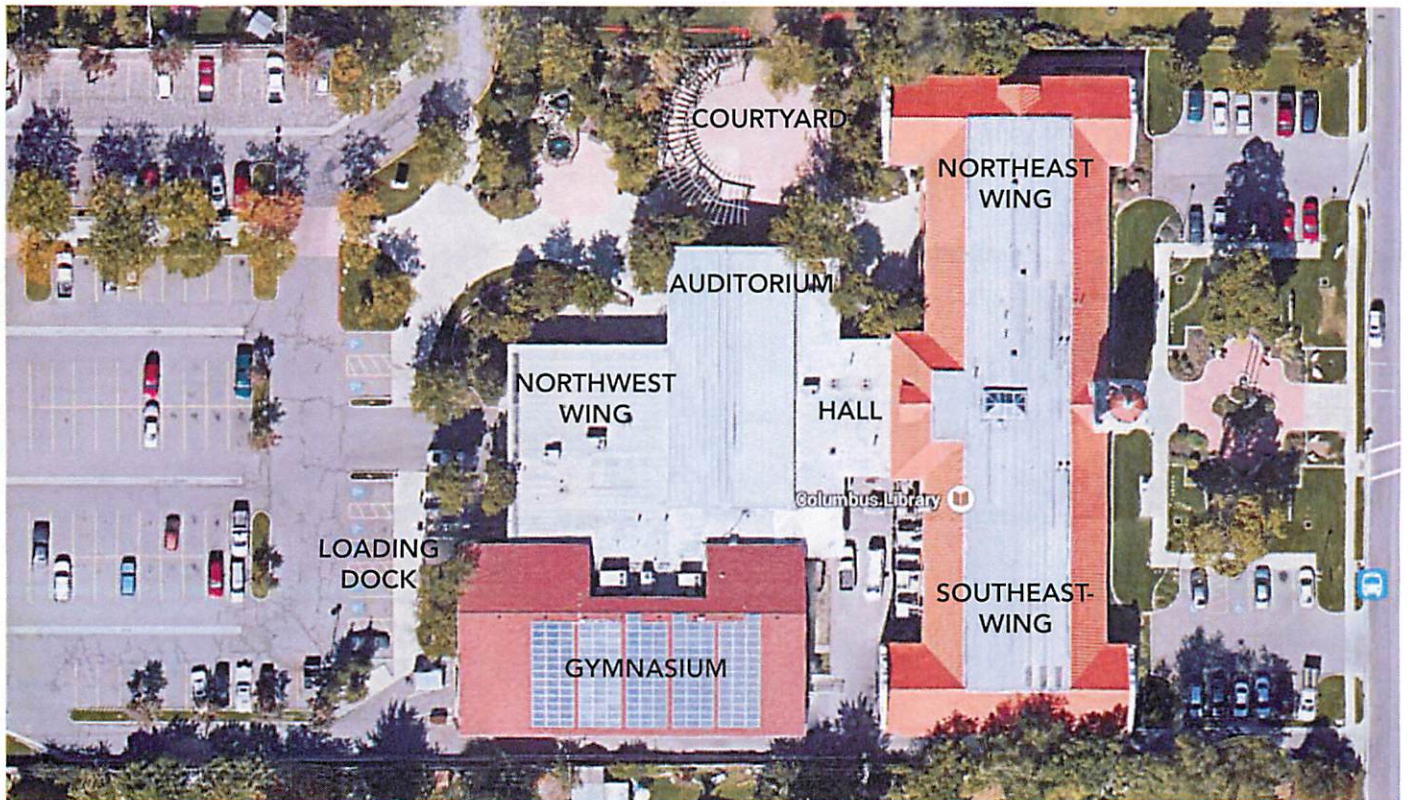 COURTYARD
NORTHEAST
WING
AUDITORIUM
NORTHWEST
WING
HALL
Columbus Library
LOADING
DOCK
SOUTHEAST-
WING
GYMNASIUM